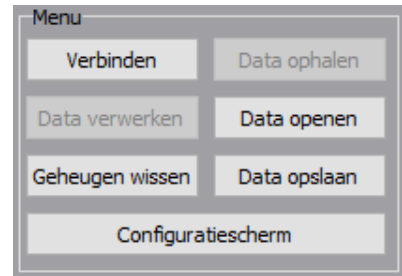 Menu
Verbinden Data ophalen
Data verwerken Data openen
Geheugen wissen Data opslaan
Configuratiescherm